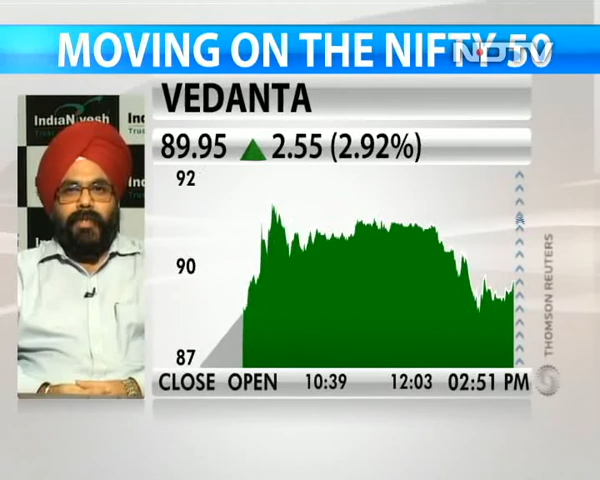 MOVING ON THE NIFTY 50
NDTV
VEDANTA
89.95 ▲ 2.55 (2.92%)
IndiaNivesh
92
90
87
CLOSE OPEN 10:39 12:03 02:51 PM
THOMSON REUTERS